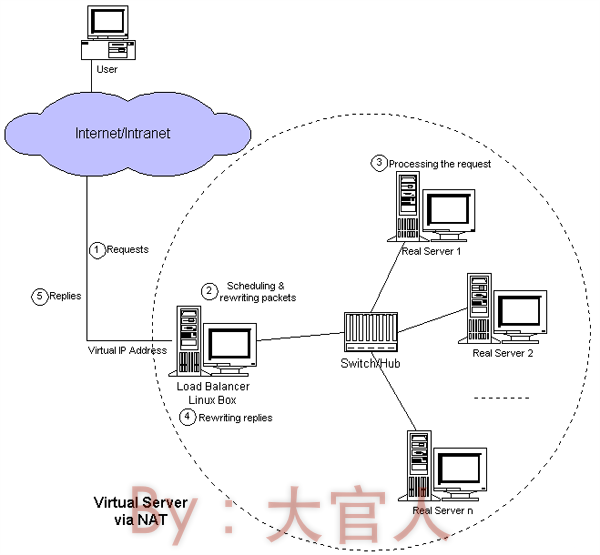 User
Internet/Intranet
3 Processing the request
Real Server 1
1 Requests
2 Scheduling &
rewriting packets
5 Replies
Virtual IP Address
Load Balancer
Linux Box
4 Rewriting replies
Switch/Hub
Real Server 2
Real Server n
Virtual Server
via NAT
By：大官人